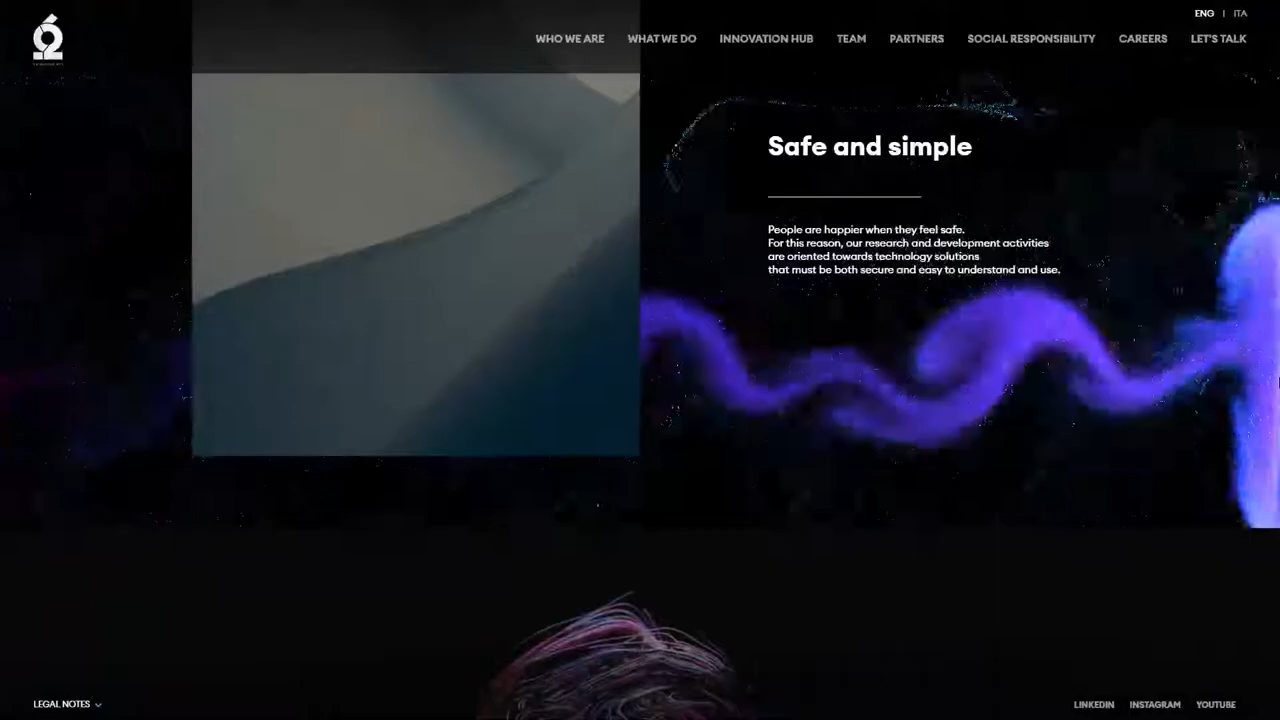 ENG | ITA
WHO WE ARE WHAT WE DO INNOVATION HUB TEAM PARTNERS SOCIAL RESPONSIBILITY CAREERS LET'S TALK
Safe and simple
People are happier when they feel safe.
For this reason, our research and development activities
are oriented towards technology solutions
that must be both secure and easy to understand and use.
LEGAL NOTES
LINKEDIN INSTAGRAM YOUTUBE